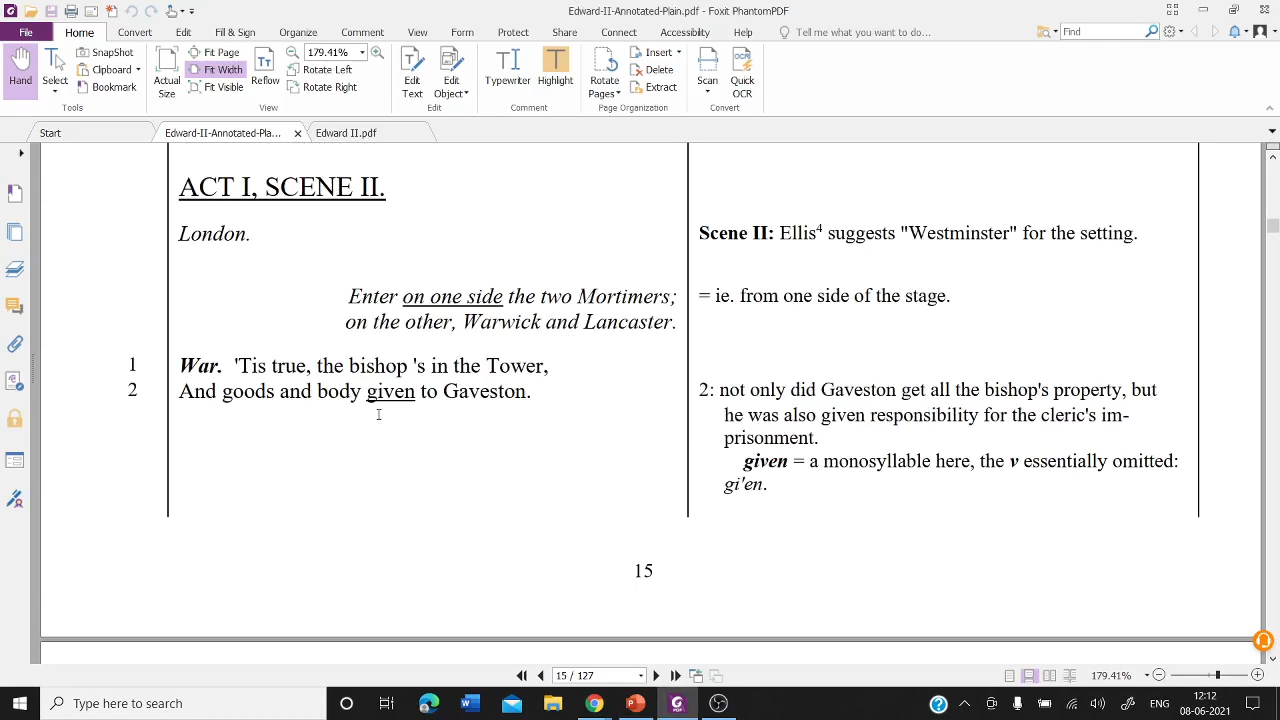 Edward-II-Annotated-Plain.pdf - Foxit PhantomPDF
File Home Convert Edit Fill & Sign Organize Comment View Form Protect Share Connect Accessibility Help Tell me what you want to do... Find
Hand
Select
SnapShot
Clipboard
Bookmark
Tools
Actual Size
Fit Page
Fit Width
Fit Visible
Reflow
179.41%
Rotate Left
Rotate Right
View
Edit Text
Edit Object
Edit
Typewriter
Highlight
Comment
Rotate Pages
Insert
Delete
Extract
Page Organization
Scan
Quick OCR
Convert
Start Edward-II-Annotated-Pla... Edward II.pdf
ACT I, SCENE II.
London.
Scene II: Ellis4 suggests "Westminster" for the setting.
Enter on one side the two Mortimers;
on the other, Warwick and Lancaster.
= ie. from one side of the stage.
1 War. 'Tis true, the bishop 's in the Tower,
2 And goods and body given to Gaveston.
2: not only did Gaveston get all the bishop's property, but
he was also given responsibility for the cleric's im-
prisonment.
given = a monosyllable here, the v essentially omitted:
gi'en.
15
15 / 127
179.41%
Type here to search
ENG
12:12
08-06-2021